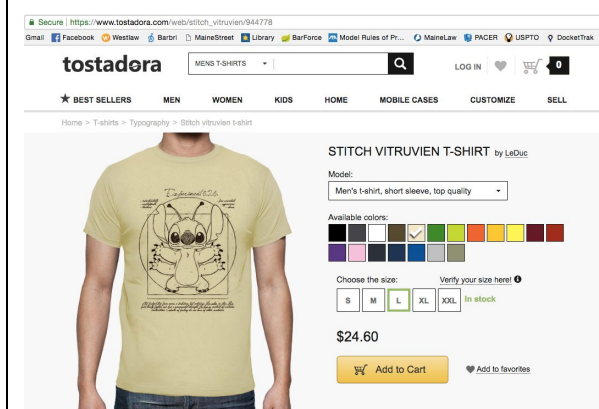 Secure | https://www.tostadora.com/web/stitch_vitruvien/944778
Gmail Facebook Westlaw Barbri MaineStreet Library BarForce Model Rules of Pr... MaineLaw PACER USPTO DocketTrak
tostadora
MENS T-SHIRTS
LOG IN
0
BEST SELLERS MEN WOMEN KIDS HOME MOBILE CASES CUSTOMIZE SELL
Home > T-shirts > Typography > Stitch vitruvien t-shirt
STITCH VITRUVIEN T-SHIRT by LeDuc
Model:
Men's t-shirt, short sleeve, top quality
Available colors:
Choose the size: Verify your size here!
S M L XL XXL In stock
$24.60
Add to Cart Add to favorites